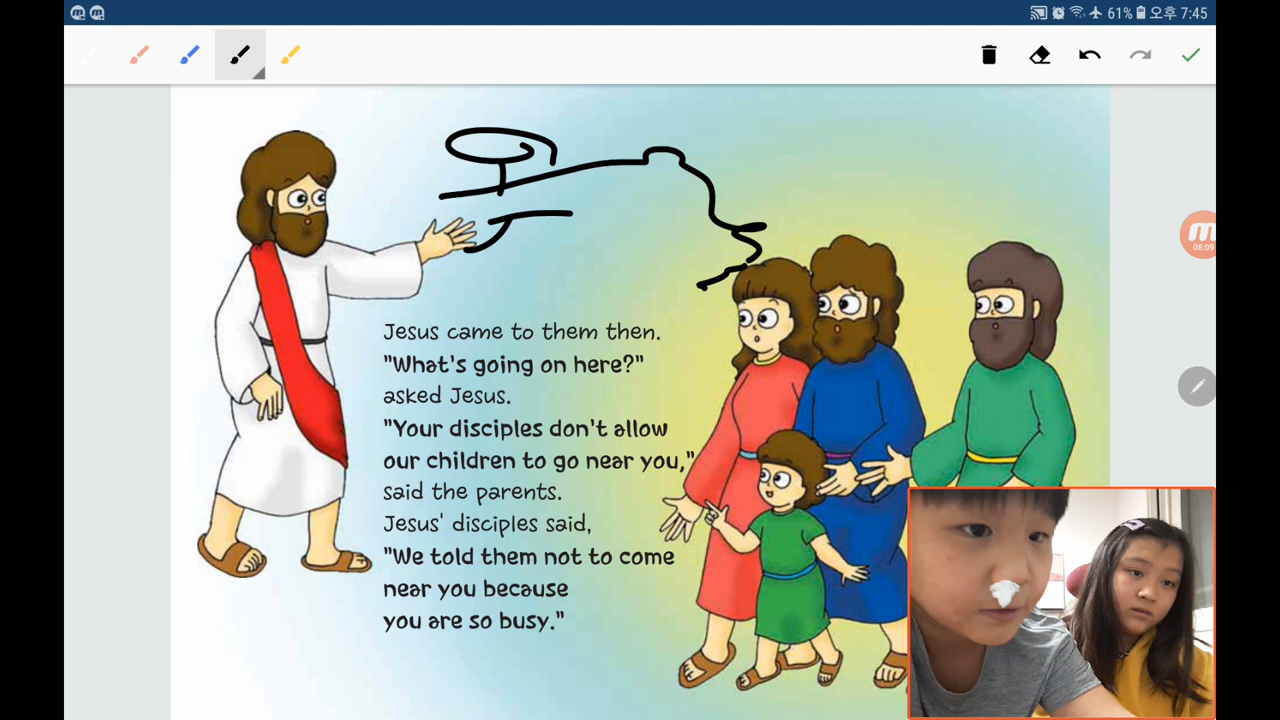 61% 오후 7:45
08:09
Jesus came to them then.
"What's going on here?"
asked Jesus.
"Your disciples don't allow
our children to go near you,"
said the parents.
Jesus' disciples said,
"We told them not to come
near you because
you are so busy."